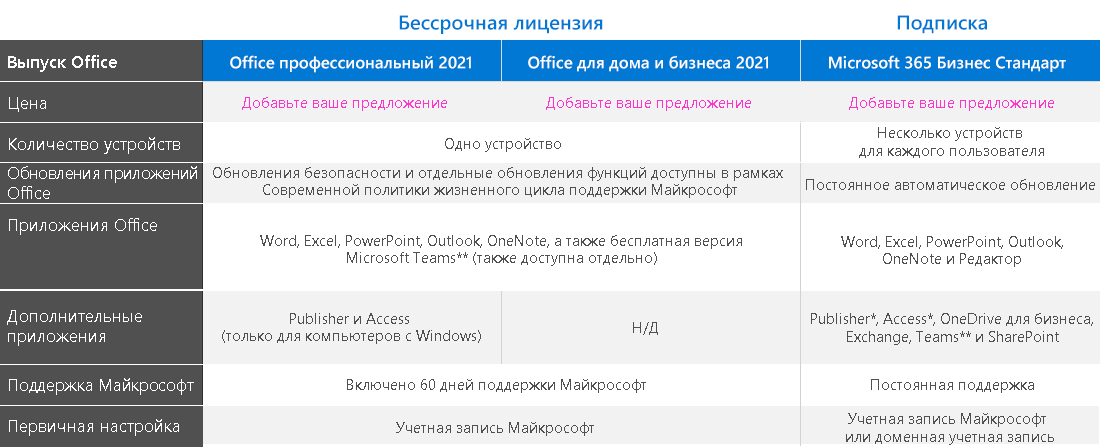 Бессрочная лицензия Подписка
Выпуск Office Office профессиональный 2021 Office для дома и бизнеса 2021 Microsoft 365 Бизнес Стандарт
Цена Добавьте ваше предложение Добавьте ваше предложение Добавьте ваше предложение
Количество устройств Одно устройство Несколько устройств
для каждого пользователя
Обновления приложений
Office
Обновления безопасности и отдельные обновления функций доступны в рамках
Современной политики жизненного цикла поддержки Майкрософт
Постоянное автоматическое обновление
Приложения Office
Word, Excel, PowerPoint, Outlook, OneNote, а также бесплатная версия
Microsoft Teams** (также доступна отдельно)
Word, Excel, PowerPoint, Outlook,
OneNote и Редактор
Дополнительные
приложения
Publisher и Access
(только для компьютеров с Windows)
Н/Д
Publisher*, Access*, OneDrive для бизнеса,
Exchange, Teams** и SharePoint
Поддержка Майкрософт Включено 60 дней поддержки Майкрософт Постоянная поддержка
Первичная настройка Учетная запись Майкрософт
Учетная запись Майкрософт
или доменная учетная запись